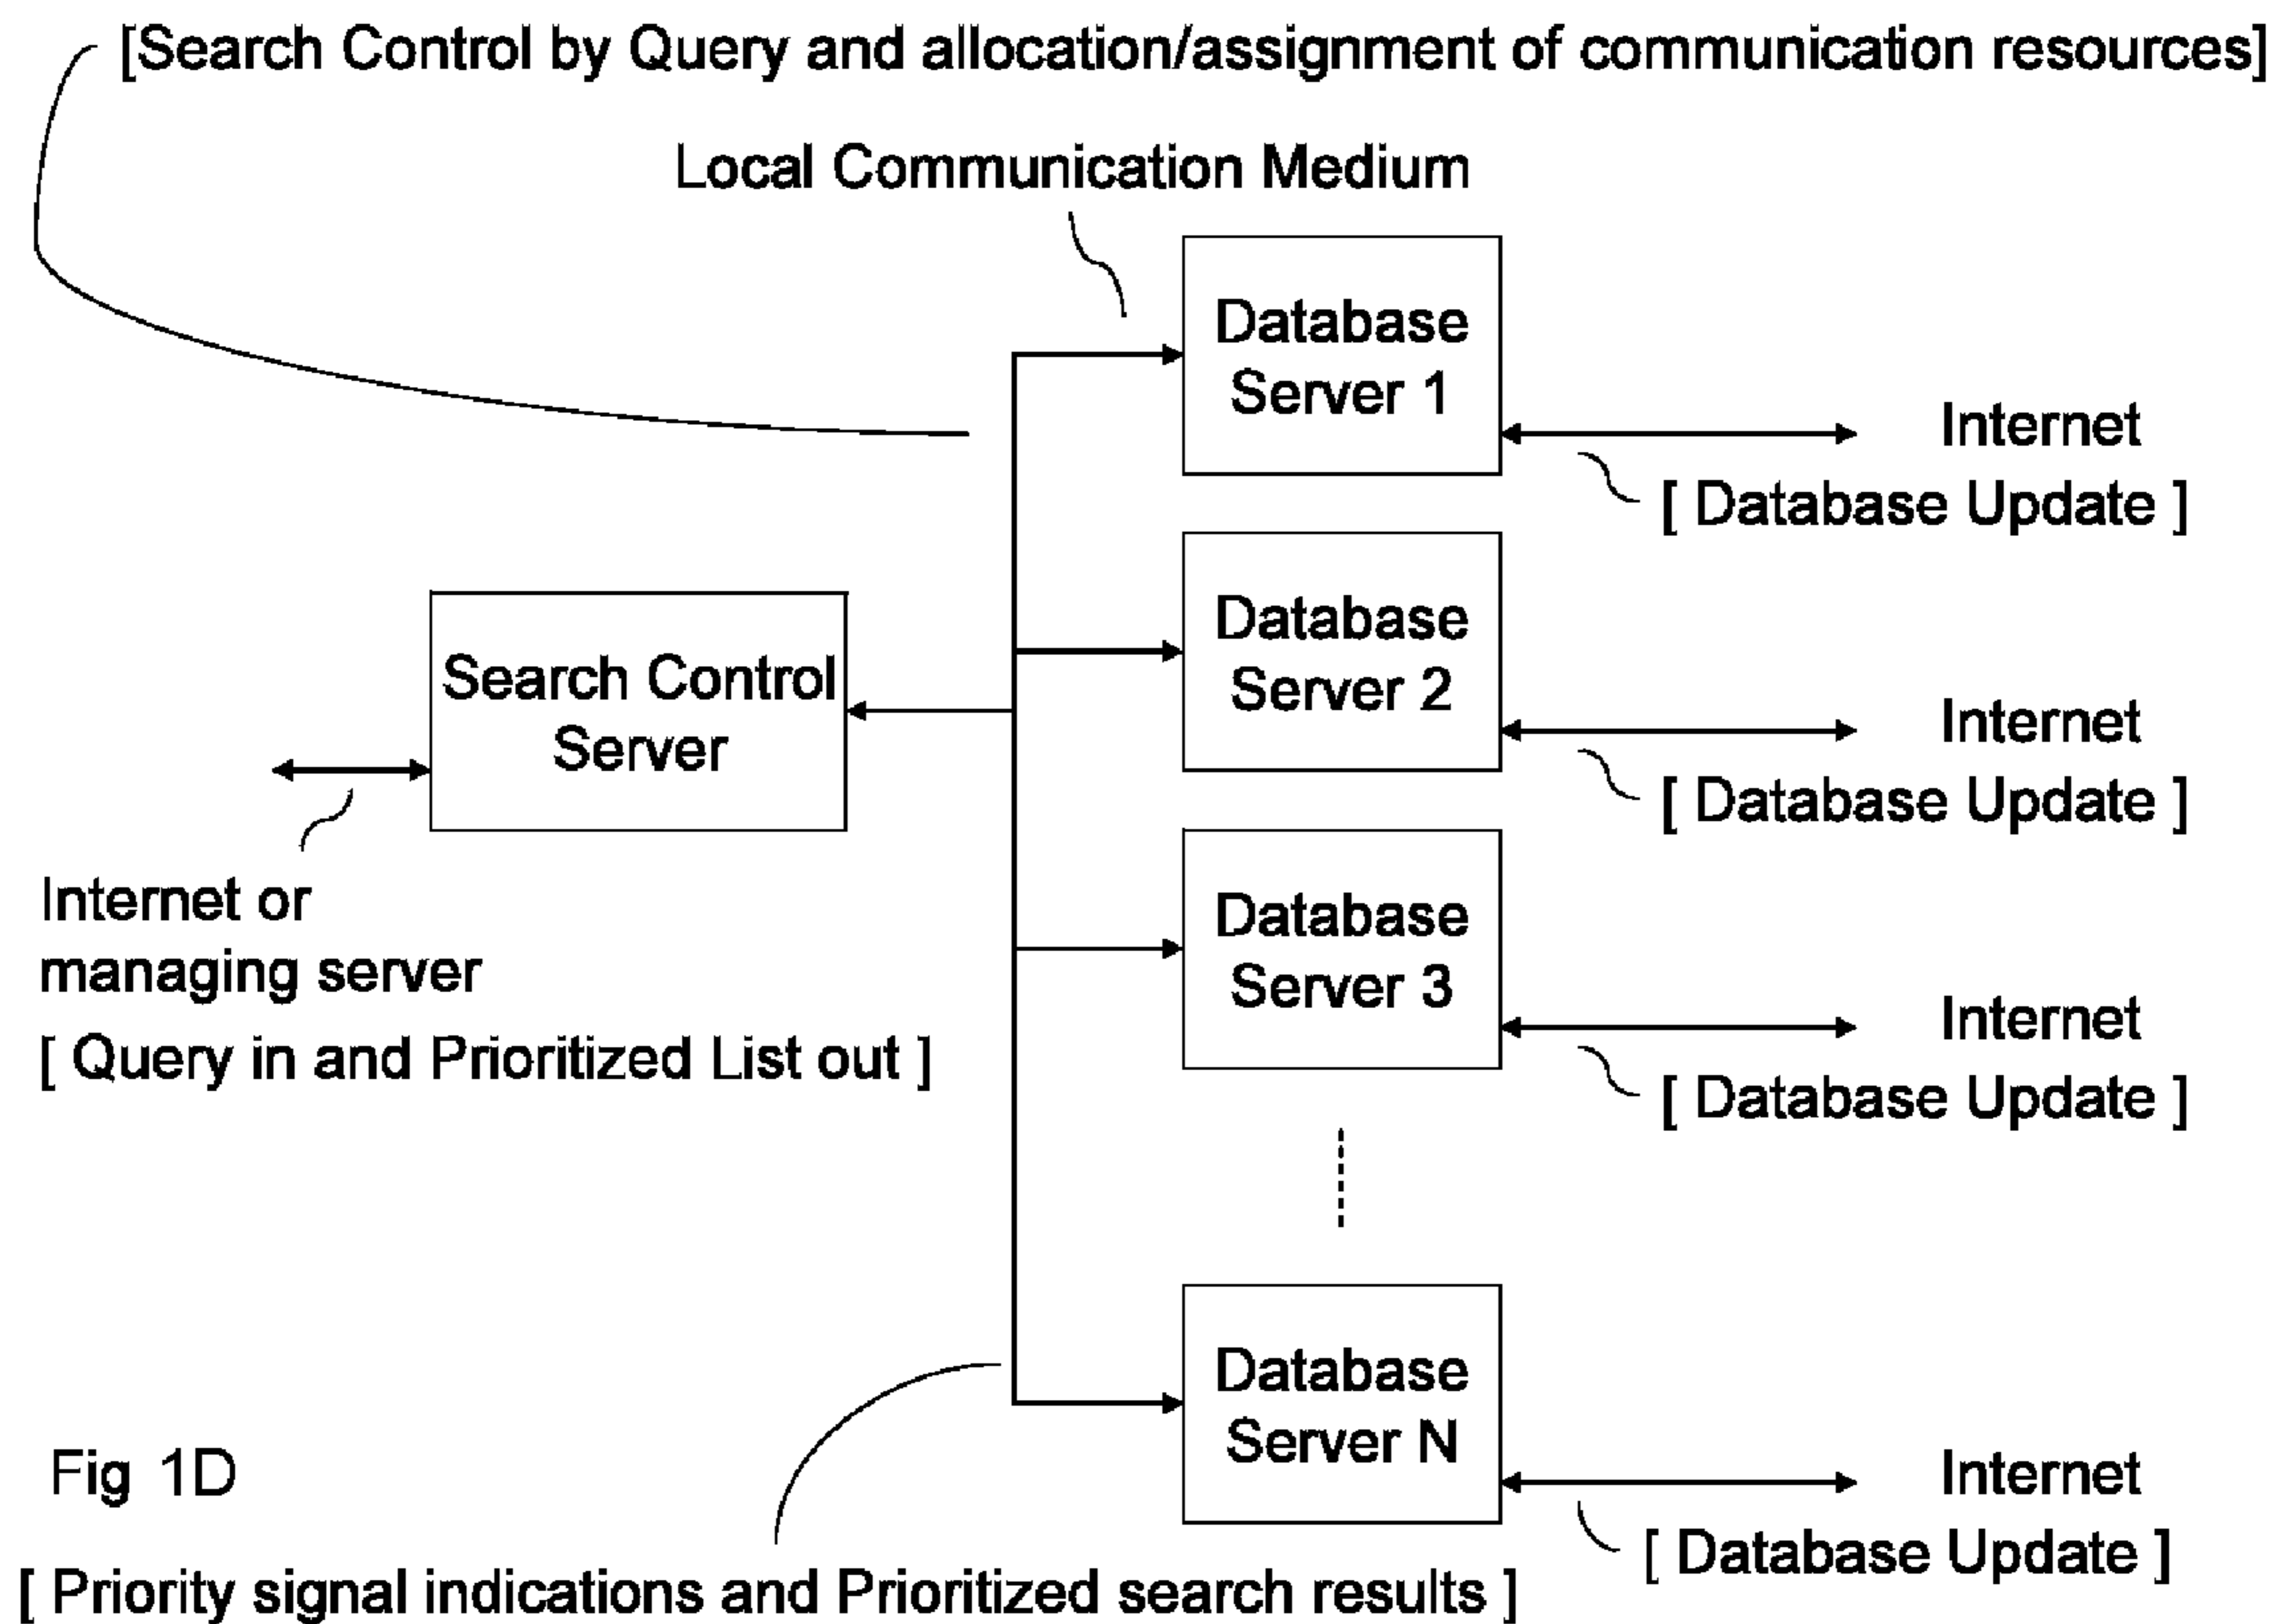 [Search Control by Query and allocation/assignment of communication resources]
Local Communication Medium
Database
Server 1
Internet
[ Database Update ]
Database
Server 2
Internet
[ Database Update ]
Search Control
Server
Database
Server 3
Internet
[ Database Update ]
Internet or
managing server
[ Query in and Prioritized List out ]
Database
Server N
Internet
[ Database Update ]
Fig 1D
[ Priority signal indications and Prioritized search results ]